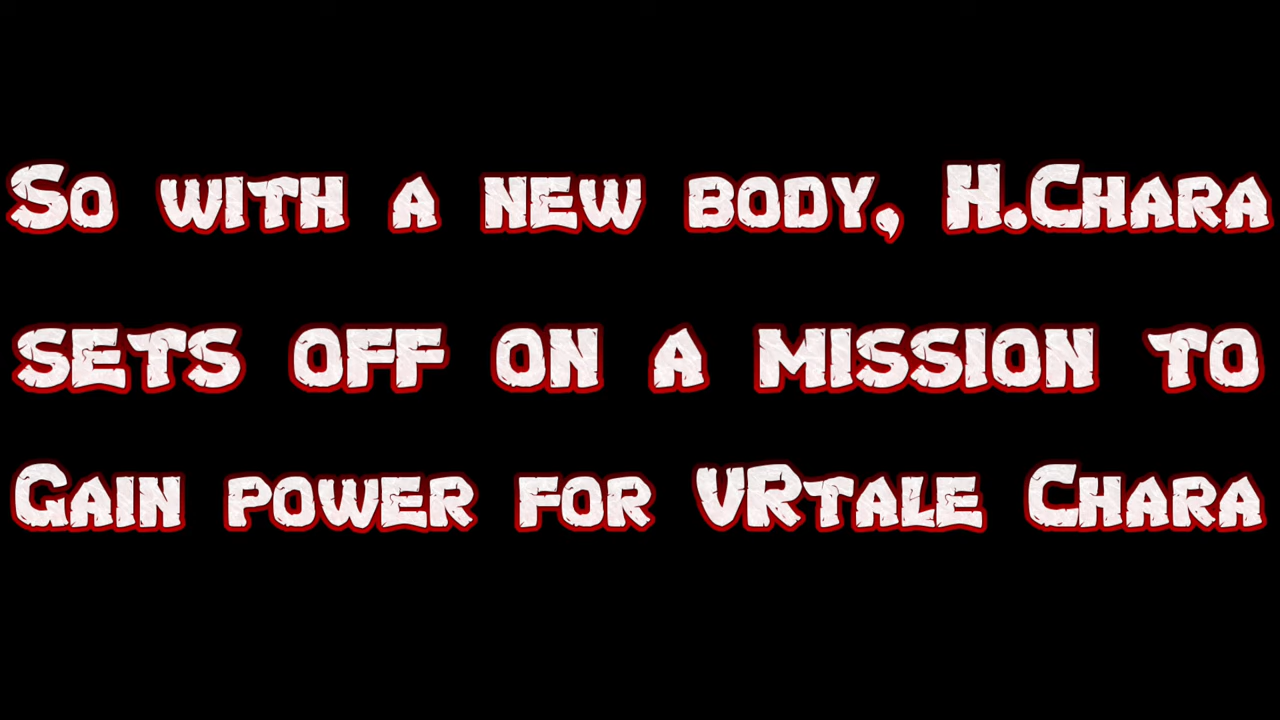 So with a new body, H.Chara
sets off on a mission to
Gain power for VRtale Chara